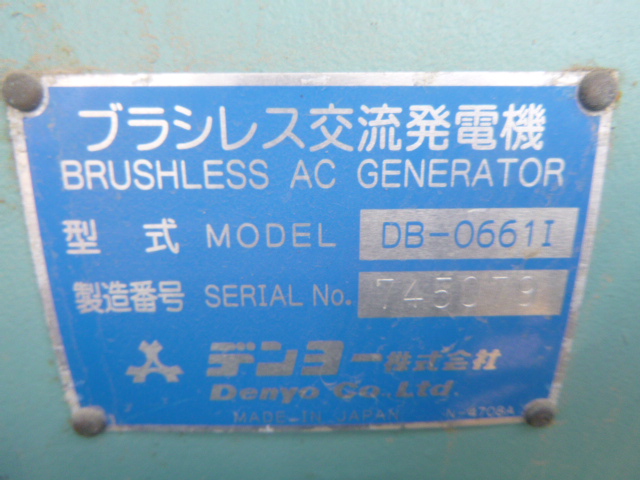 ブラシレス交流発電機
BRUSHLESS AC GENERATOR
型式 MODEL DB-0661I
製造番号 SERIAL No.
デンヨー株式会社
Denyo Co.Ltd.
MADE IN JAPAN N-4708A